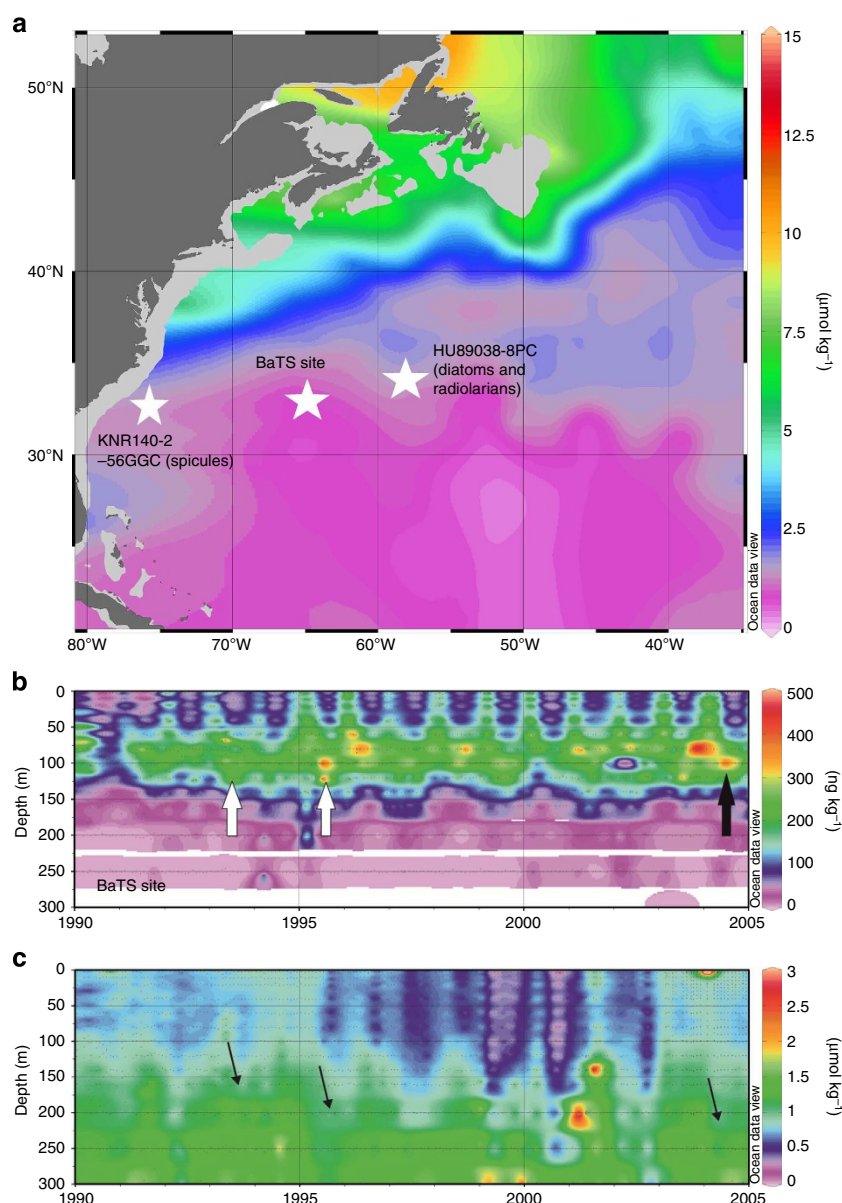 a
50°N
40°N
30°N
80°W
70°W
60°W
50°W
40°W
BaTS site
HU89038-8PC
(diatoms and
radiolarians)
KNR140-2
–56GGC (spicules)
Ocean data view
15
12.5
10
7.5
5
2.5
0
(μmol kg⁻¹)
b
Depth (m)
0
50
100
150
200
250
300
BaTS site
1990
1995
2000
2005
Ocean data view
500
400
300
200
100
0
(ng kg⁻¹)
c
Depth (m)
0
50
100
150
200
250
300
1990
1995
2000
2005
Ocean data view
3
2.5
2
1.5
1
0.5
0
(μmol kg⁻¹)